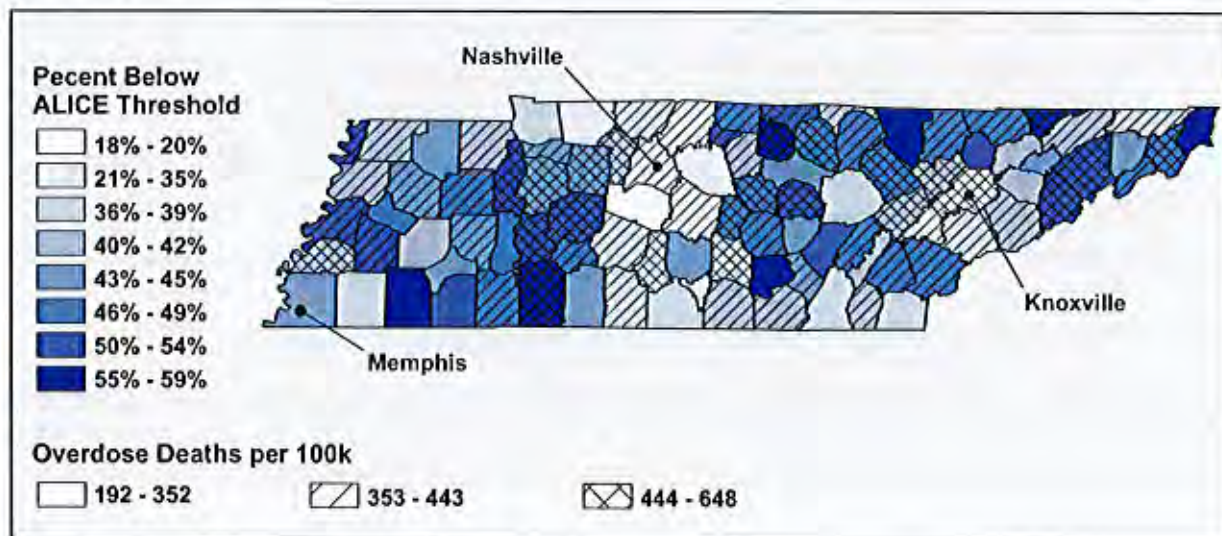 Pecent Below
ALICE Threshold
18% - 20%
21% - 35%
36% - 39%
40% - 42%
43% - 45%
46% - 49%
50% - 54%
55% - 59%
Nashville
Knoxville
Memphis
Overdose Deaths per 100k
192 - 352
353 - 443
444 - 648